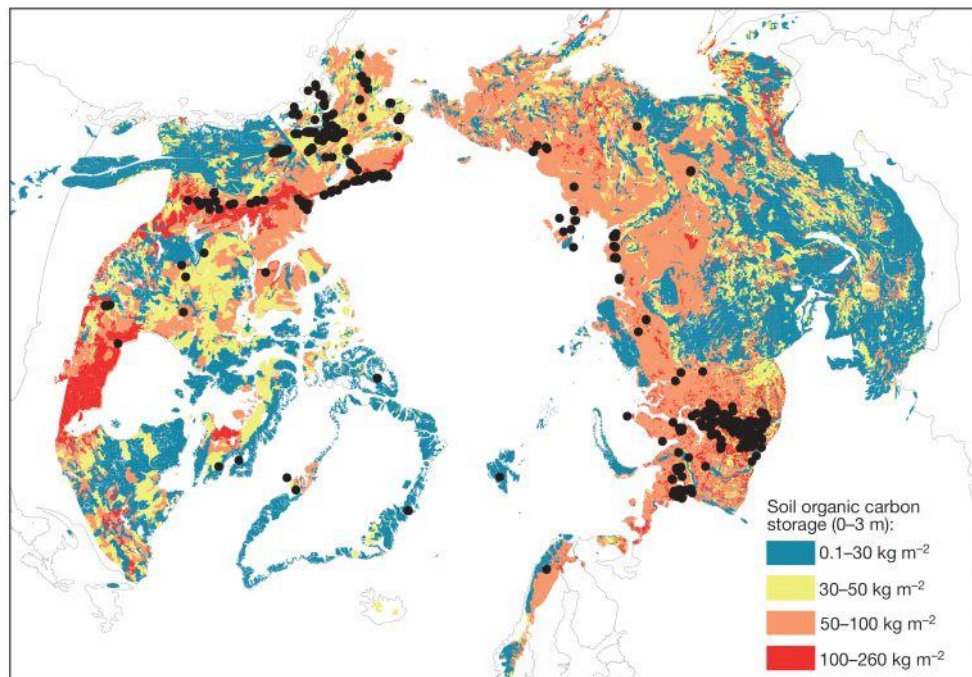 Soil organic carbon
storage (0–3 m):
0.1–30 kg m⁻²
30–50 kg m⁻²
50–100 kg m⁻²
100–260 kg m⁻²